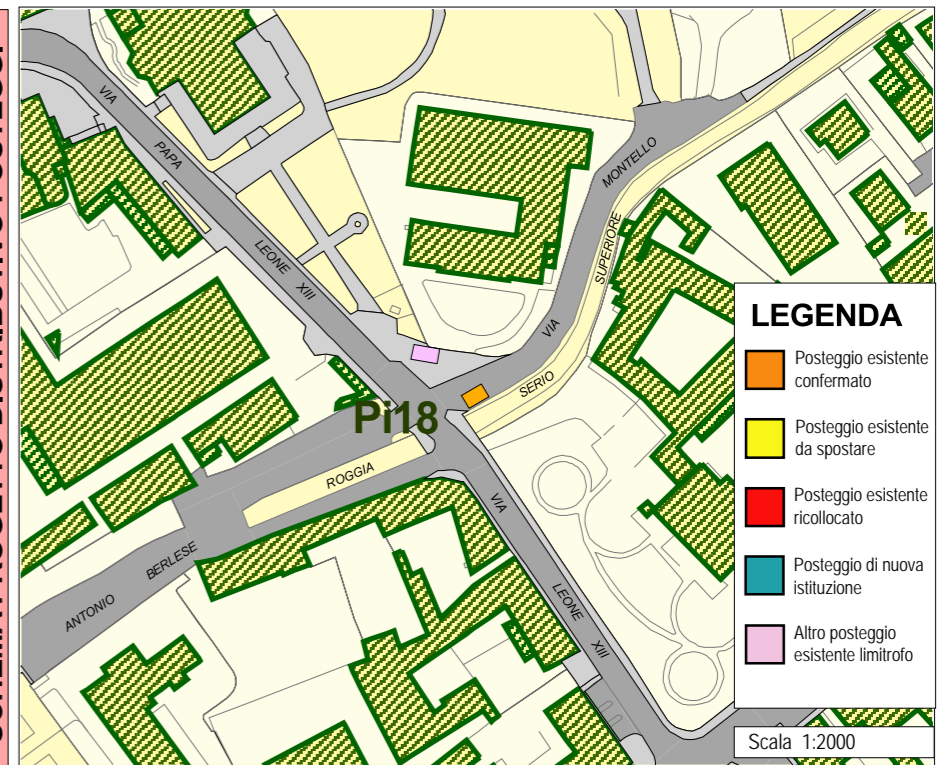 VIA
PAPA
LEONE XIII
VIA
MONTELLO
SUPERIORE
SERIO
Pi18
ROGGIA
VIA
LEONE
XIII
ANTONIO
BERLESE
LEGENDA
Posteggio esistente
confermato
Posteggio esistente
da spostare
Posteggio esistente
ricollocato
Posteggio di nuova
istituzione
Altro posteggio
esistente limitrofo
Scala 1:2000